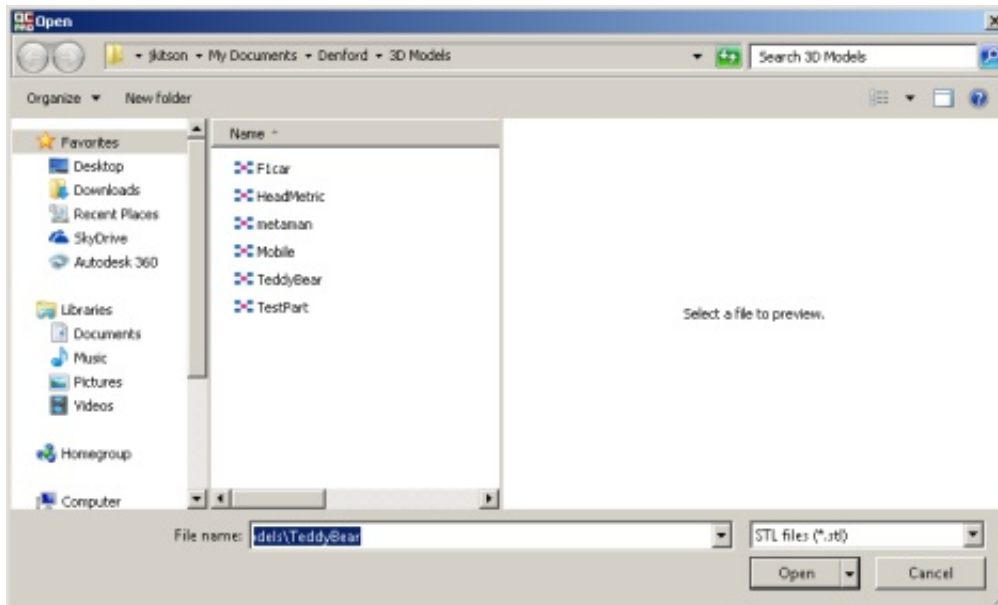 QC PRO Open
jkitson My Documents Denford 3D Models Search 3D Models
Organize New folder
Favorites
Desktop
Downloads
Recent Places
SkyDrive
Autodesk 360
Libraries
Documents
Music
Pictures
Videos
Homegroup
Computer
Name
F1car
HeadMetric
metaman
Mobile
TeddyBear
TestPart
Select a file to preview.
File name: dels\TeddyBear STL files (*.stl)
Open Cancel